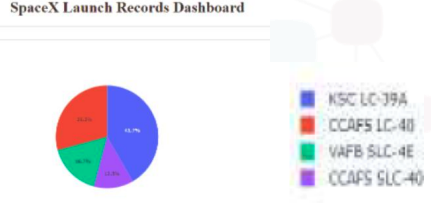 SpaceX Launch Records Dashboard
KSC LC-39A
CCAFS LC-40
VAFB SLC-4E
CCAFS SLC-40